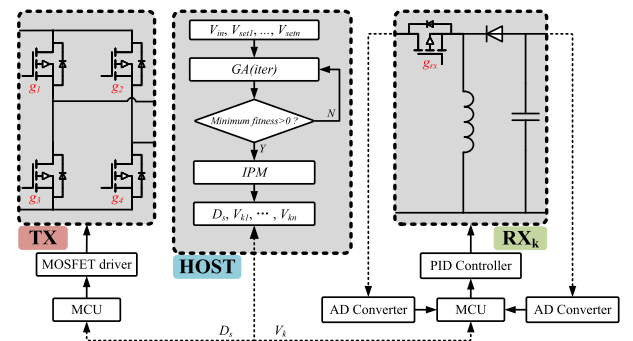 g1
g2
g3
g4
TX
MOSFET driver
MCU
Vin, Vset1, ..., Vsetn
GA(iter)
Minimum fitness>0 ?
N
Y
IPM
Ds, Vk1, ··· , Vkn
HOST
Ds
Vk
grx
RXk
PID Controller
AD Converter
MCU
AD Converter